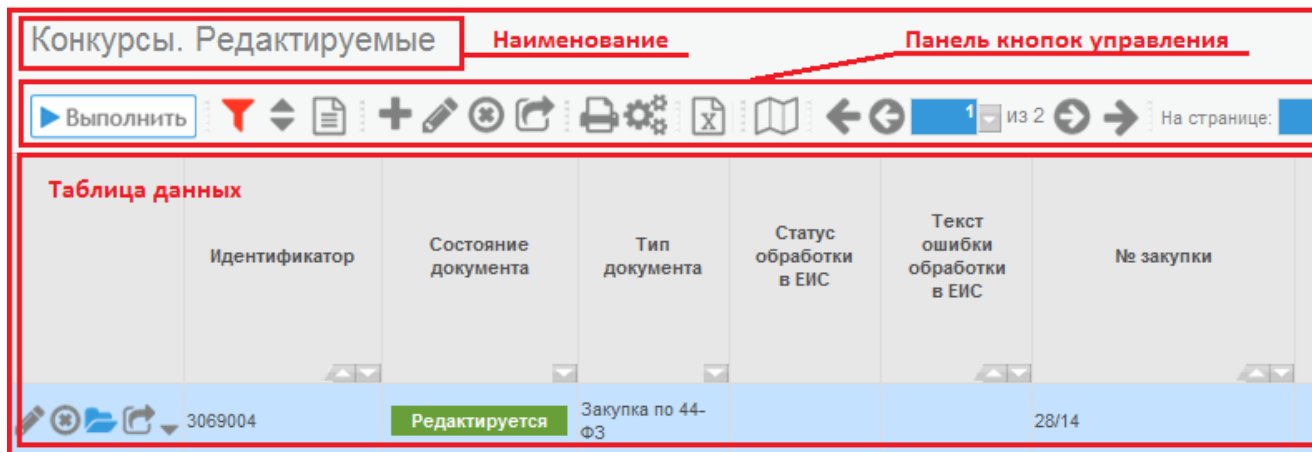 Конкурсы. Редактируемые
Наименование
Панель кнопок управления
Выполнить
1 из 2
На странице:
Таблица данных
Идентификатор
Состояние
документа
Тип
документа
Статус
обработки
в ЕИС
Текст
ошибки
обработки
в ЕИС
№ закупки
3069004
Редактируется
Закупка по 44-
ФЗ
28/14